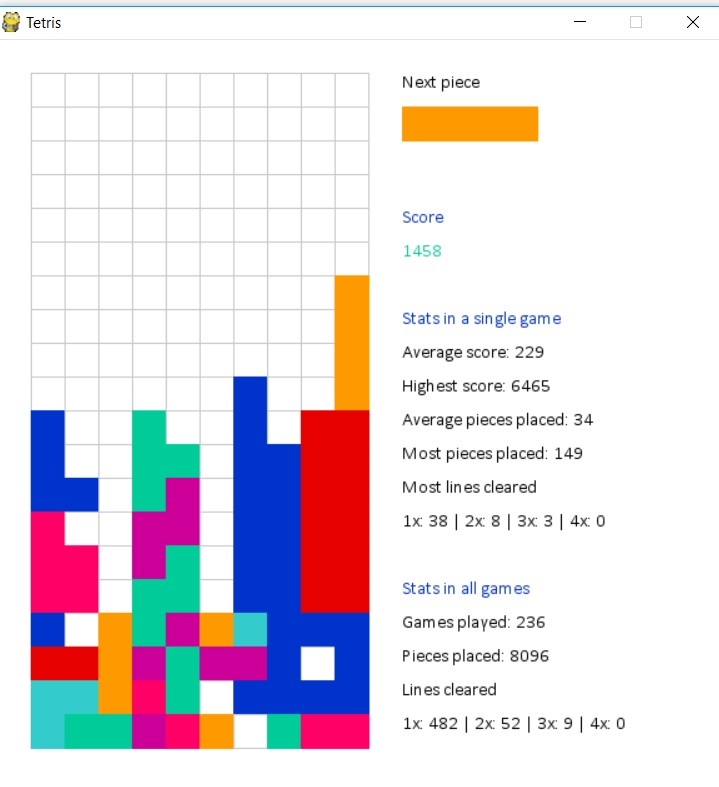 Tetris
Next piece
Score
1458
Stats in a single game
Average score: 229
Highest score: 6465
Average pieces placed: 34
Most pieces placed: 149
Most lines cleared
1x: 38 | 2x: 8 | 3x: 3 | 4x: 0
Stats in all games
Games played: 236
Pieces placed: 8096
Lines cleared
1x: 482 | 2x: 52 | 3x: 9 | 4x: 0